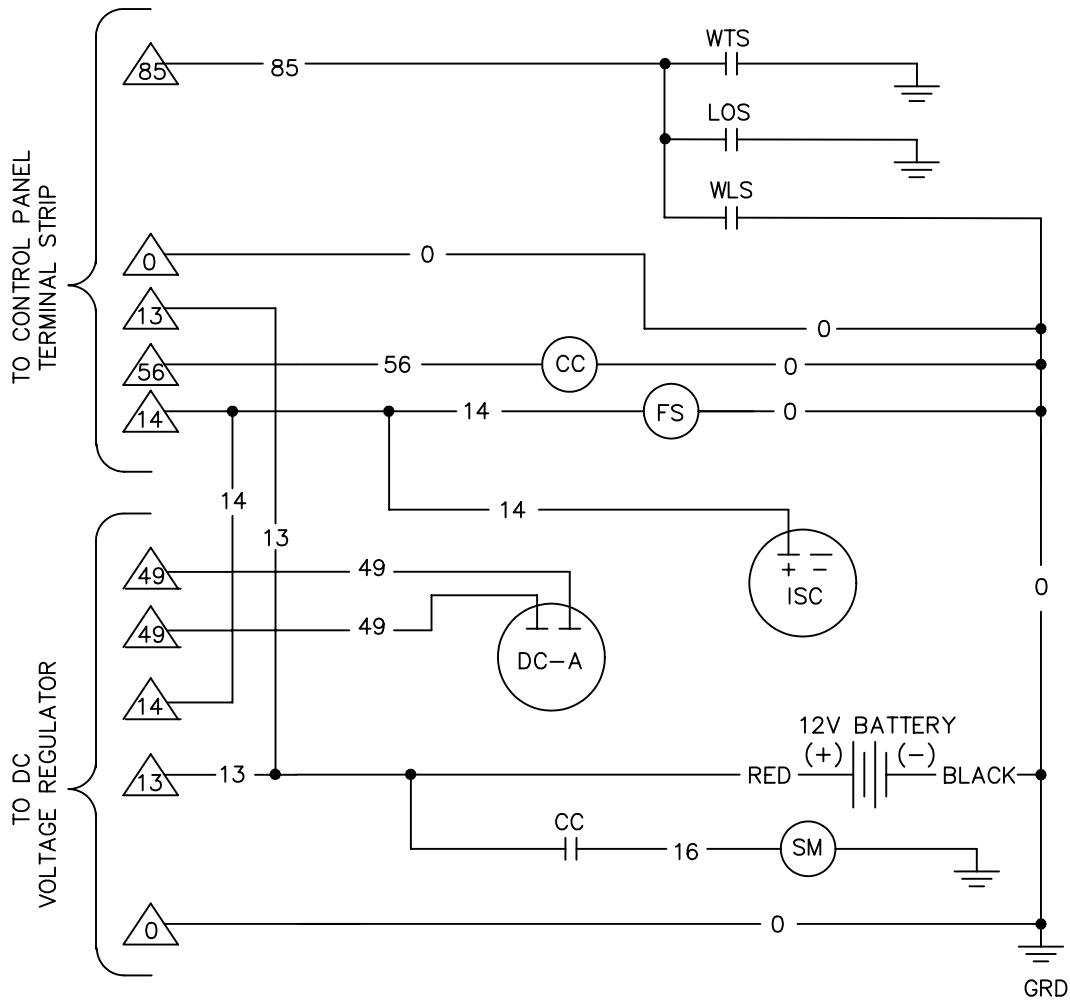 TO CONTROL PANEL
TERMINAL STRIP
85
85
WTS
LOS
WLS
0
0
0
13
56
56
CC
0
14
14
FS
0
14
14
13
+ −
ISC
0
TO DC
VOLTAGE REGULATOR
49
49
49
49
DC−A
14
12V BATTERY
(+)
(−)
13
13
RED
BLACK
CC
16
SM
0
0
GRD